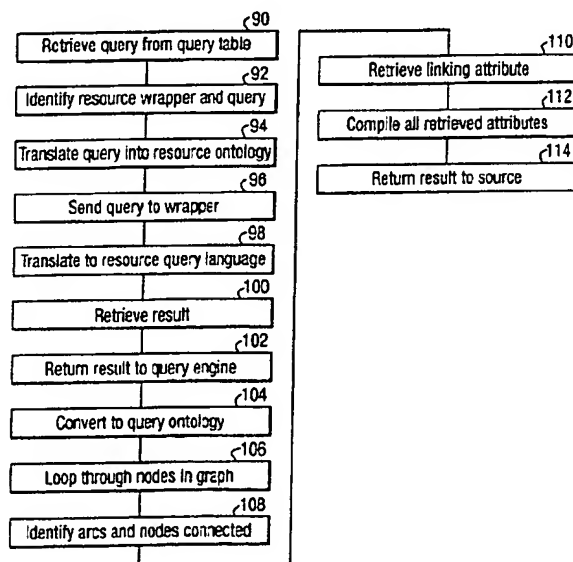 90
Retrieve query from query table
92
Identify resource wrapper and query
94
Translate query into resource ontology
96
Send query to wrapper
98
Translate to resource query language
100
Retrieve result
102
Return result to query engine
104
Convert to query ontology
106
Loop through nodes in graph
108
Identify arcs and nodes connected
110
Retrieve linking attribute
112
Compile all retrieved attributes
114
Return result to source